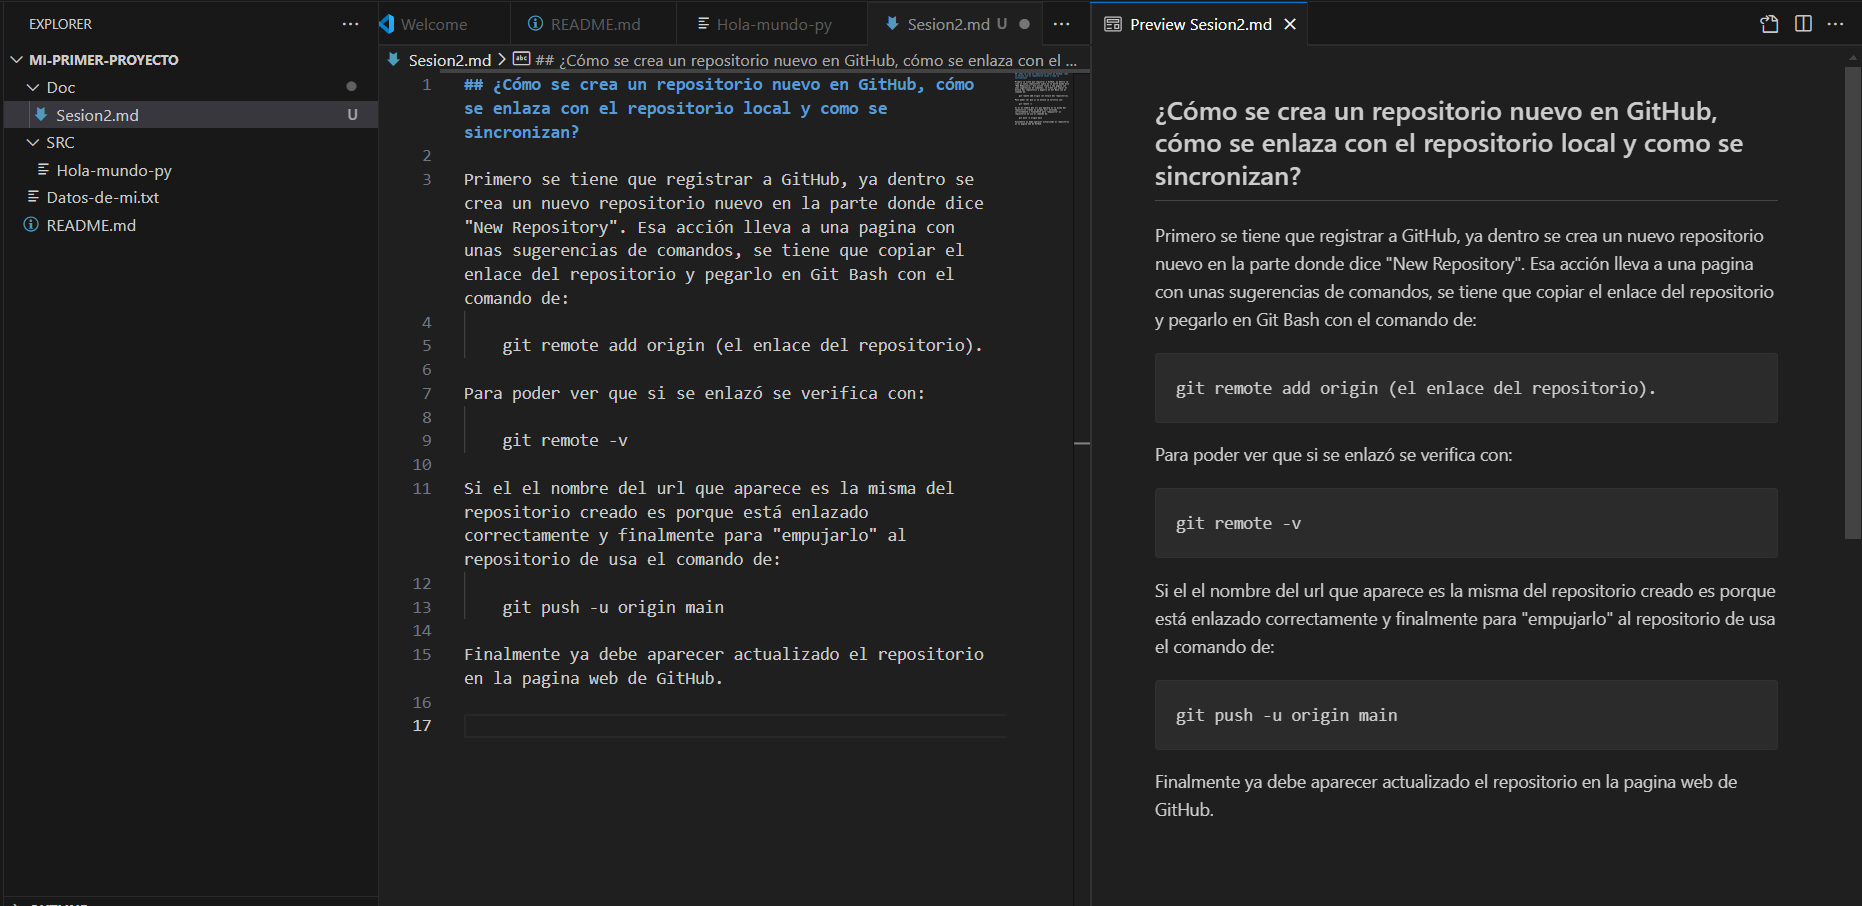 EXPLORER
MI-PRIMER-PROYECTO
Doc
Sesion2.md U
SRC
Hola-mundo-py
Datos-de-mi.txt
README.md
Welcome README.md Hola-mundo-py Sesion2.md U
Sesion2.md > ## ¿Cómo se crea un repositorio nuevo en GitHub, cómo se enlaza con el ...
1 ## ¿Cómo se crea un repositorio nuevo en GitHub, cómo
se enlaza con el repositorio local y como se
sincronizan?
2
3 Primero se tiene que registrar a GitHub, ya dentro se
crea un nuevo repositorio nuevo en la parte donde dice
"New Repository". Esa acción lleva a una pagina con
unas sugerencias de comandos, se tiene que copiar el
enlace del repositorio y pegarlo en Git Bash con el
comando de:
4
5 git remote add origin (el enlace del repositorio).
6
7 Para poder ver que si se enlazó se verifica con:
8
9 git remote -v
10
11 Si el el nombre del url que aparece es la misma del
repositorio creado es porque está enlazado
correctamente y finalmente para "empujarlo" al
repositorio de usa el comando de:
12
13 git push -u origin main
14
15 Finalmente ya debe aparecer actualizado el repositorio
en la pagina web de GitHub.
16
17
Preview Sesion2.md
¿Cómo se crea un repositorio nuevo en GitHub,
cómo se enlaza con el repositorio local y como se
sincronizan?
Primero se tiene que registrar a GitHub, ya dentro se crea un nuevo repositorio
nuevo en la parte donde dice "New Repository". Esa acción lleva a una pagina
con unas sugerencias de comandos, se tiene que copiar el enlace del repositorio
y pegarlo en Git Bash con el comando de:
git remote add origin (el enlace del repositorio).
Para poder ver que si se enlazó se verifica con:
git remote -v
Si el el nombre del url que aparece es la misma del repositorio creado es porque
está enlazado correctamente y finalmente para "empujarlo" al repositorio de usa
el comando de:
git push -u origin main
Finalmente ya debe aparecer actualizado el repositorio en la pagina web de
GitHub.